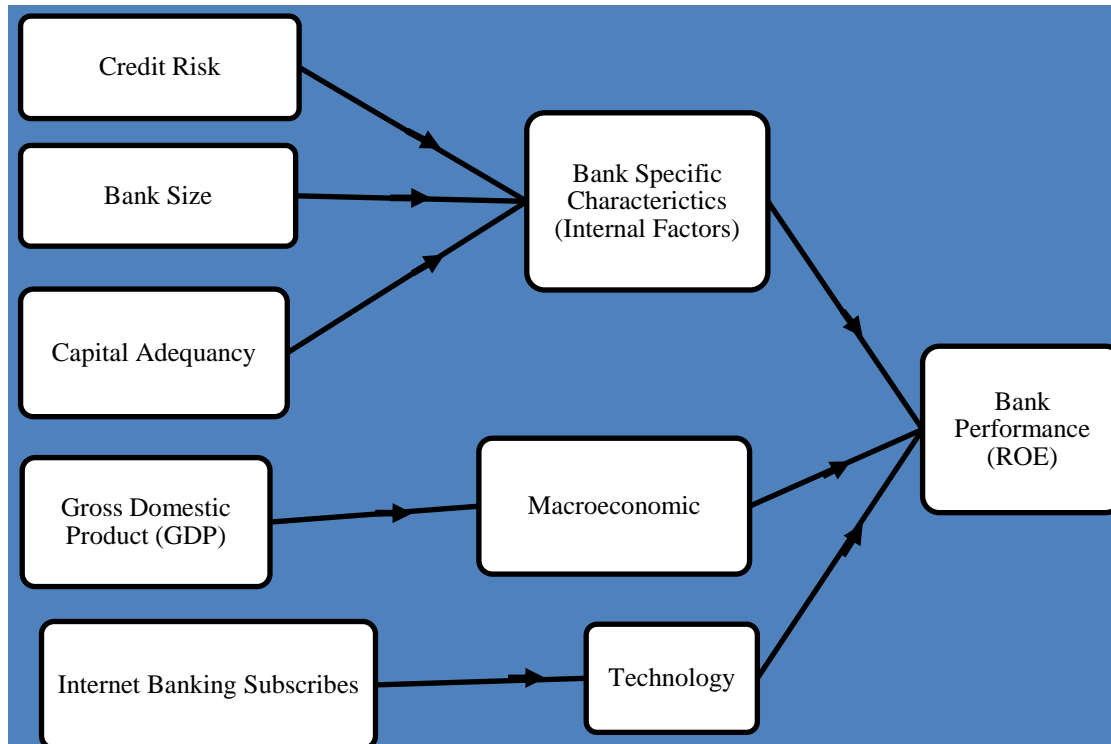 Credit Risk
Bank Size
Capital Adequancy
Gross Domestic
Product (GDP)
Internet Banking Subscribes
Bank Specific
Characterictics
(Internal Factors)
Macroeconomic
Technology
Bank
Performance
(ROE)